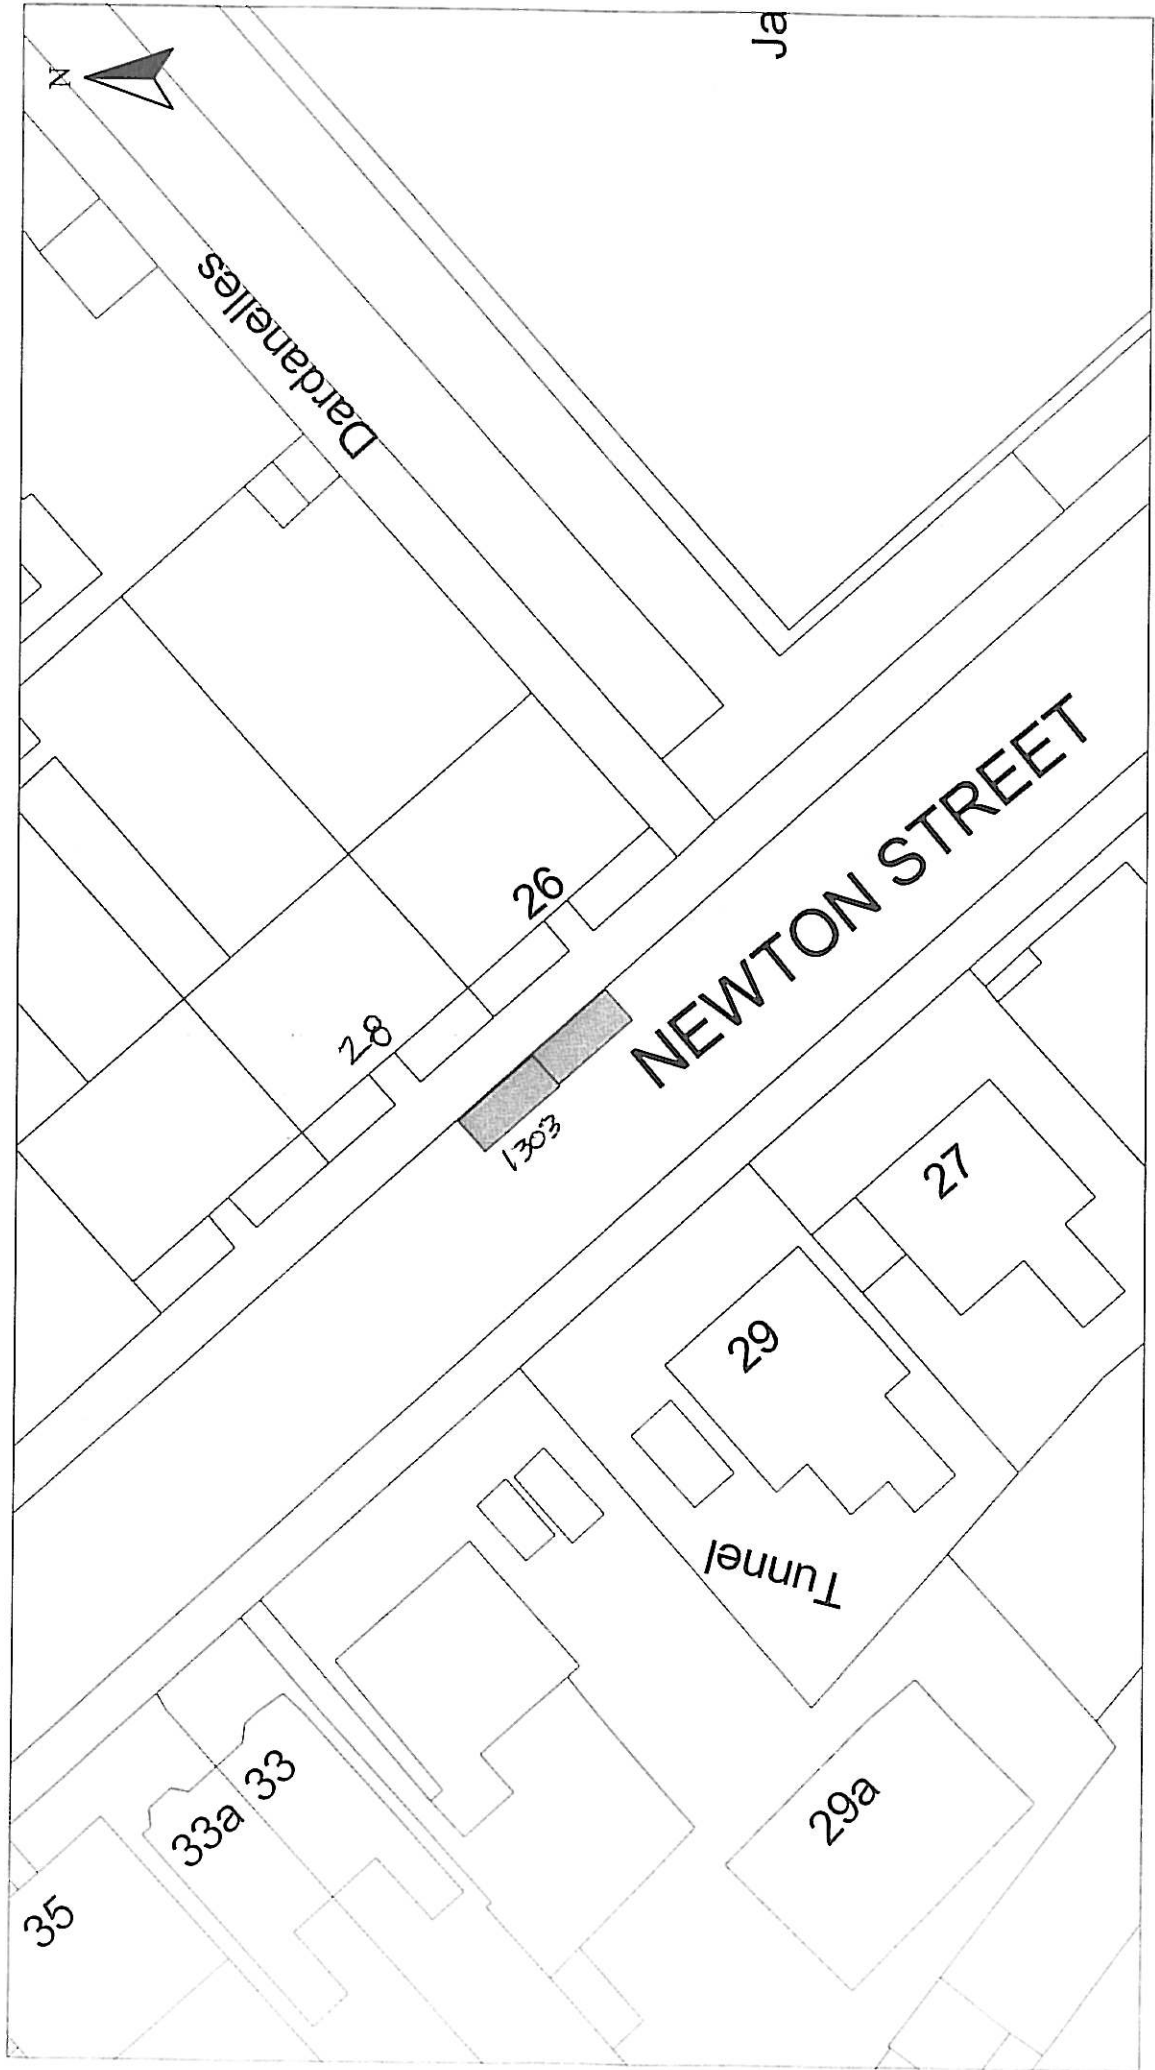 N
Ja
Dardanelles
26
28
NEWTON STREET
1303
27
29
Tunnel
33
33a
29a
35